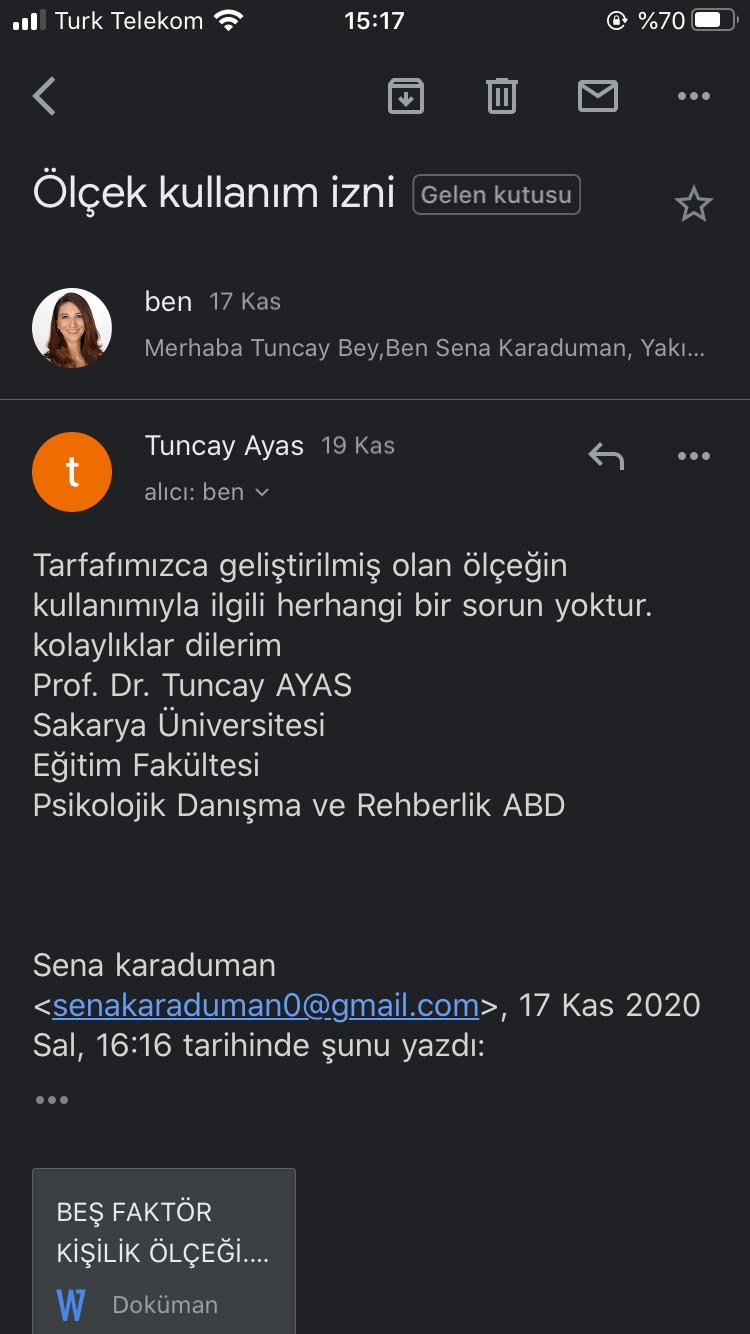 Turk Telekom 15:17 %70
Ölçek kullanım izni Gelen kutusu
ben 17 Kas
Merhaba Tuncay Bey,Ben Sena Karaduman, Yakı...
t
Tuncay Ayas 19 Kas
alıcı: ben
Tarfafımızca geliştirilmiş olan ölçeğin
kullanımıyla ilgili herhangi bir sorun yoktur.
kolaylıklar dilerim
Prof. Dr. Tuncay AYAS
Sakarya Üniversitesi
Eğitim Fakültesi
Psikolojik Danışma ve Rehberlik ABD
Sena karaduman
<senakaraduman0@gmail.com>, 17 Kas 2020
Sal, 16:16 tarihinde şunu yazdı:
BEŞ FAKTÖR
KİŞİLİK ÖLÇEĞİ....
W Doküman